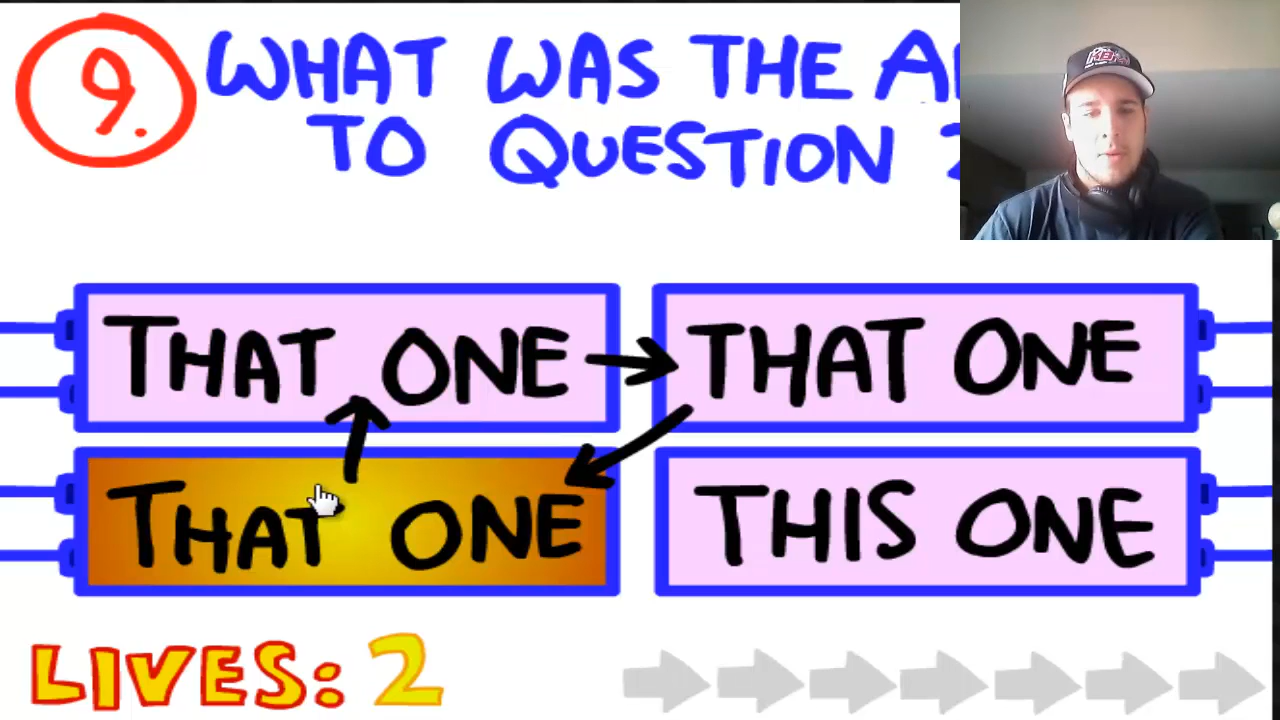 9. WHAT WAS THE
TO QUESTION
THAT ONE THAT ONE
THAT ONE THIS ONE
LIVES: 2